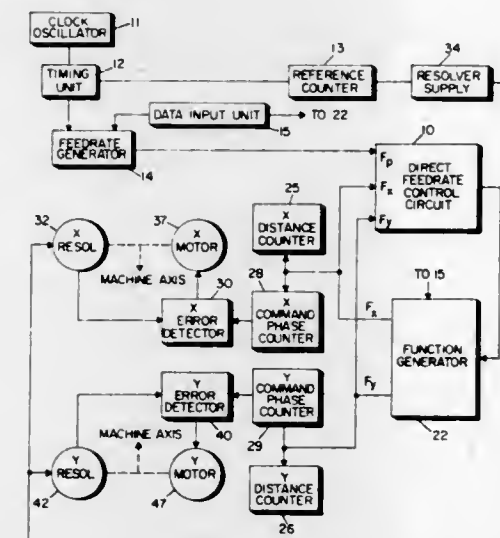 CLOCK
OSCILLATOR
11
TIMING
UNIT
12
13
REFERENCE
COUNTER
34
RESOLVER
SUPPLY
DATA INPUT UNIT
15
TO 22
FEEDRATE
GENERATOR
14
10
DIRECT
FEEDRATE
CONTROL
CIRCUIT
Fp
Fx
Fy
25
X
DISTANCE
COUNTER
32
X
RESOL
37
X
MOTOR
MACHINE AXIS
30
X
ERROR
DETECTOR
28
X
COMMAND
PHASE
COUNTER
TO 15
Fx
FUNCTION
GENERATOR
Fy
22
Y
ERROR
DETECTOR
40
Y
COMMAND
PHASE
COUNTER
29
MACHINE AXIS
Y
RESOL
42
Y
MOTOR
47
Y
DISTANCE
COUNTER
26